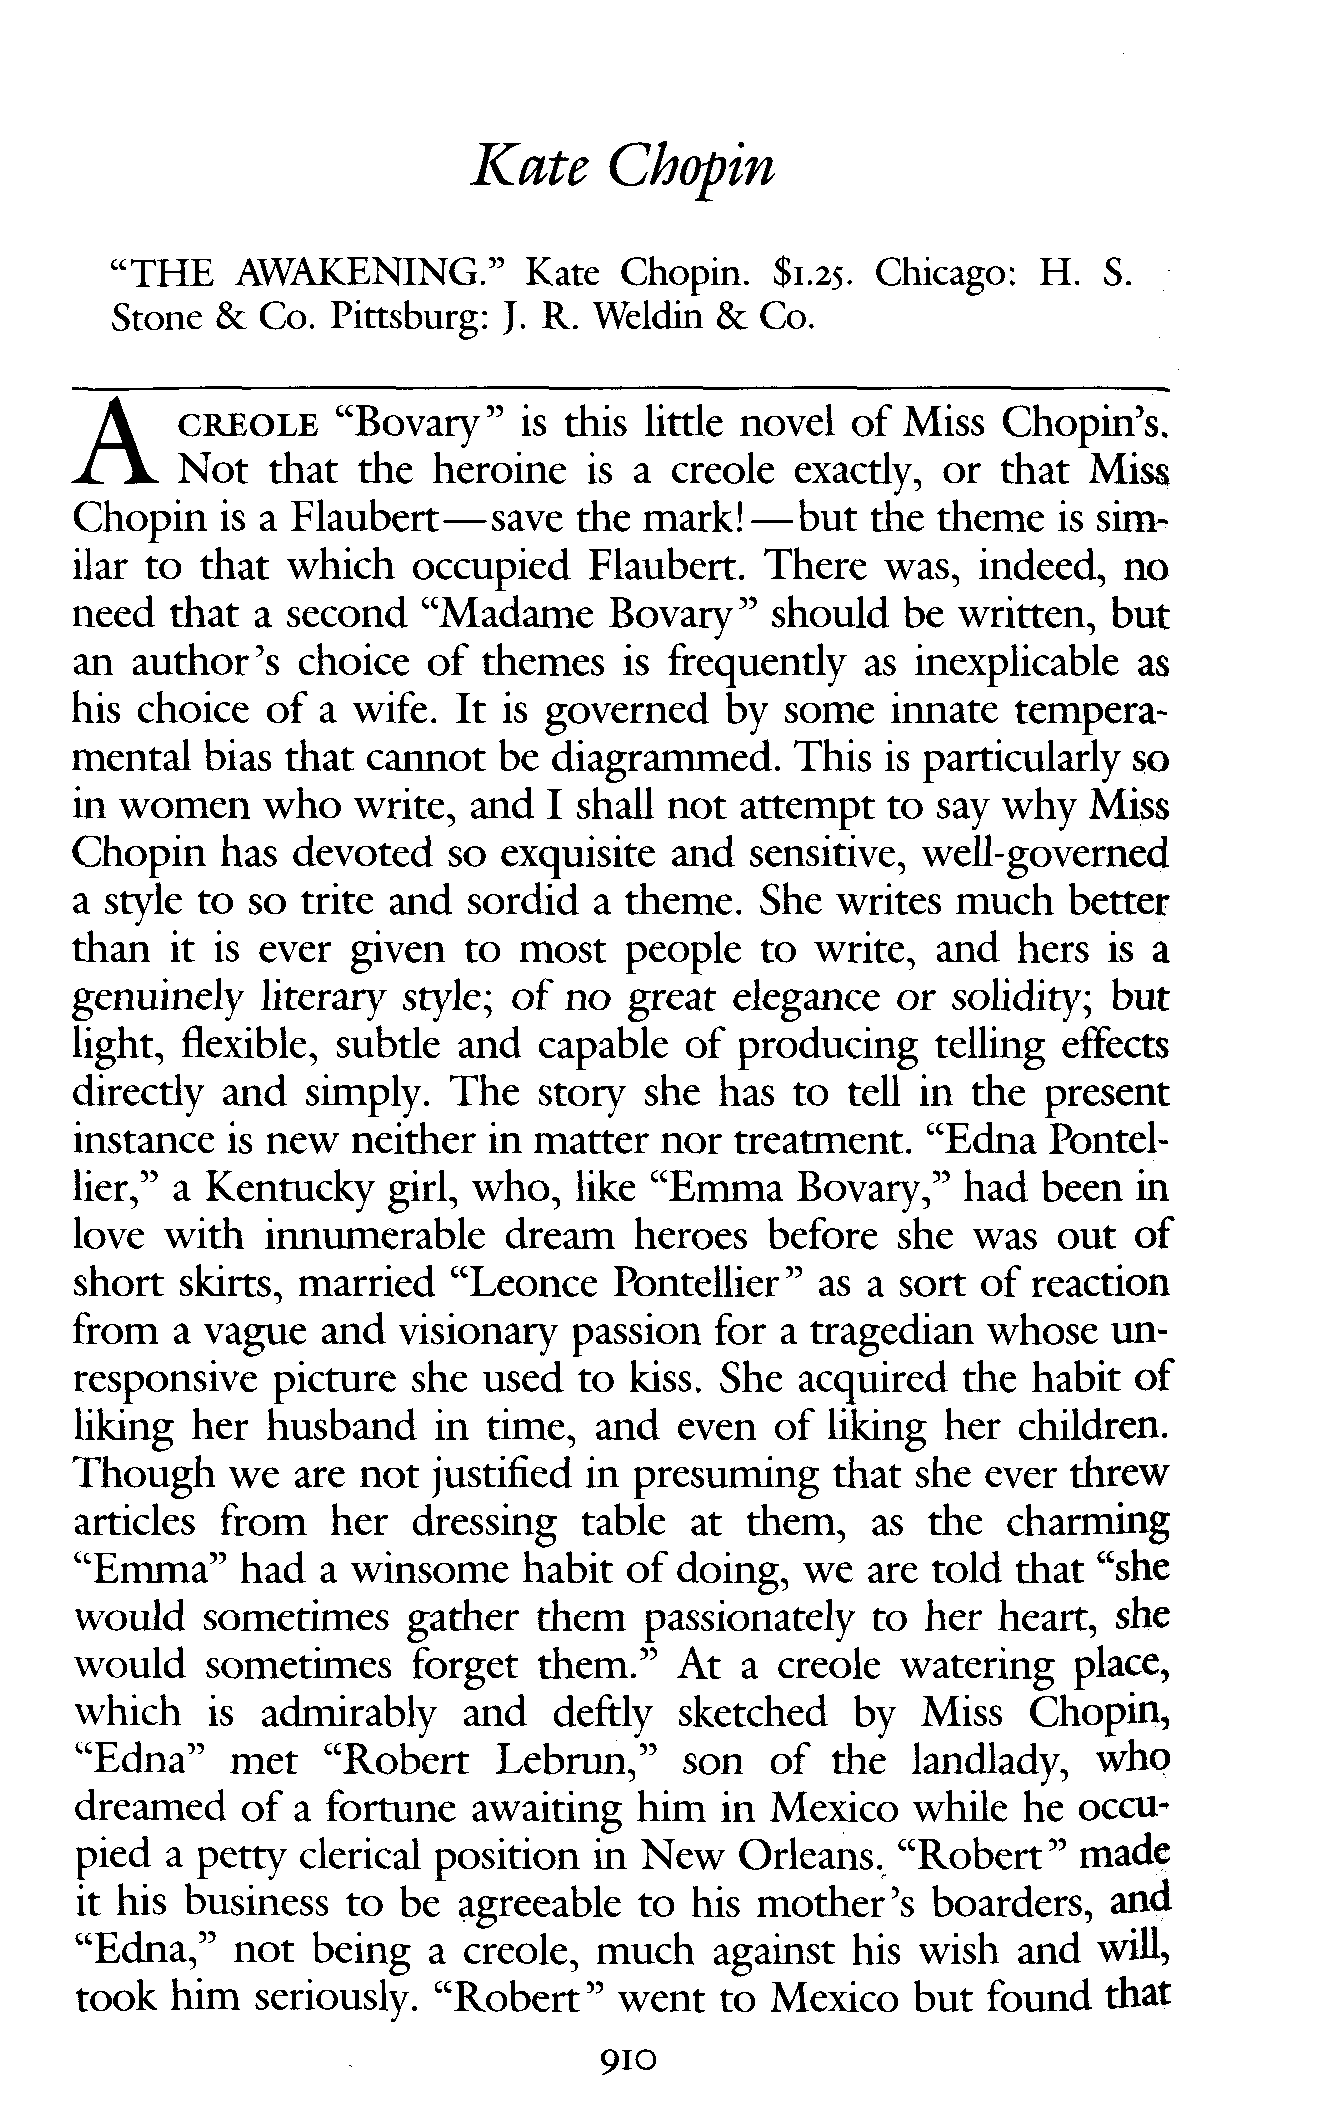 Kate Chopin
“THE AWAKENING.” Kate Chopin. $1.25. Chicago: H. S.
Stone & Co. Pittsburg: J. R. Weldin & Co.
A CREOLE “Bovary” is this little novel of Miss Chopin’s.
Not that the heroine is a creole exactly, or that Miss
Chopin is a Flaubert—save the mark!—but the theme is sim-
ilar to that which occupied Flaubert. There was, indeed, no
need that a second “Madame Bovary” should be written, but
an author’s choice of themes is frequently as inexplicable as
his choice of a wife. It is governed by some innate tempera-
mental bias that cannot be diagrammed. This is particularly so
in women who write, and I shall not attempt to say why Miss
Chopin has devoted so exquisite and sensitive, well-governed
a style to so trite and sordid a theme. She writes much better
than it is ever given to most people to write, and hers is a
genuinely literary style; of no great elegance or solidity; but
light, flexible, subtle and capable of producing telling effects
directly and simply. The story she has to tell in the present
instance is new neither in matter nor treatment. “Edna Pontel-
lier,” a Kentucky girl, who, like “Emma Bovary,” had been in
love with innumerable dream heroes before she was out of
short skirts, married “Leonce Pontellier” as a sort of reaction
from a vague and visionary passion for a tragedian whose un-
responsive picture she used to kiss. She acquired the habit of
liking her husband in time, and even of liking her children.
Though we are not justified in presuming that she ever threw
articles from her dressing table at them, as the charming
“Emma” had a winsome habit of doing, we are told that “she
would sometimes gather them passionately to her heart, she
would sometimes forget them.” At a creole watering place,
which is admirably and deftly sketched by Miss Chopin,
“Edna” met “Robert Lebrun,” son of the landlady, who
dreamed of a fortune awaiting him in Mexico while he occu-
pied a petty clerical position in New Orleans. “Robert” made
it his business to be agreeable to his mother’s boarders, and
“Edna,” not being a creole, much against his wish and will,
took him seriously. “Robert” went to Mexico but found that
910